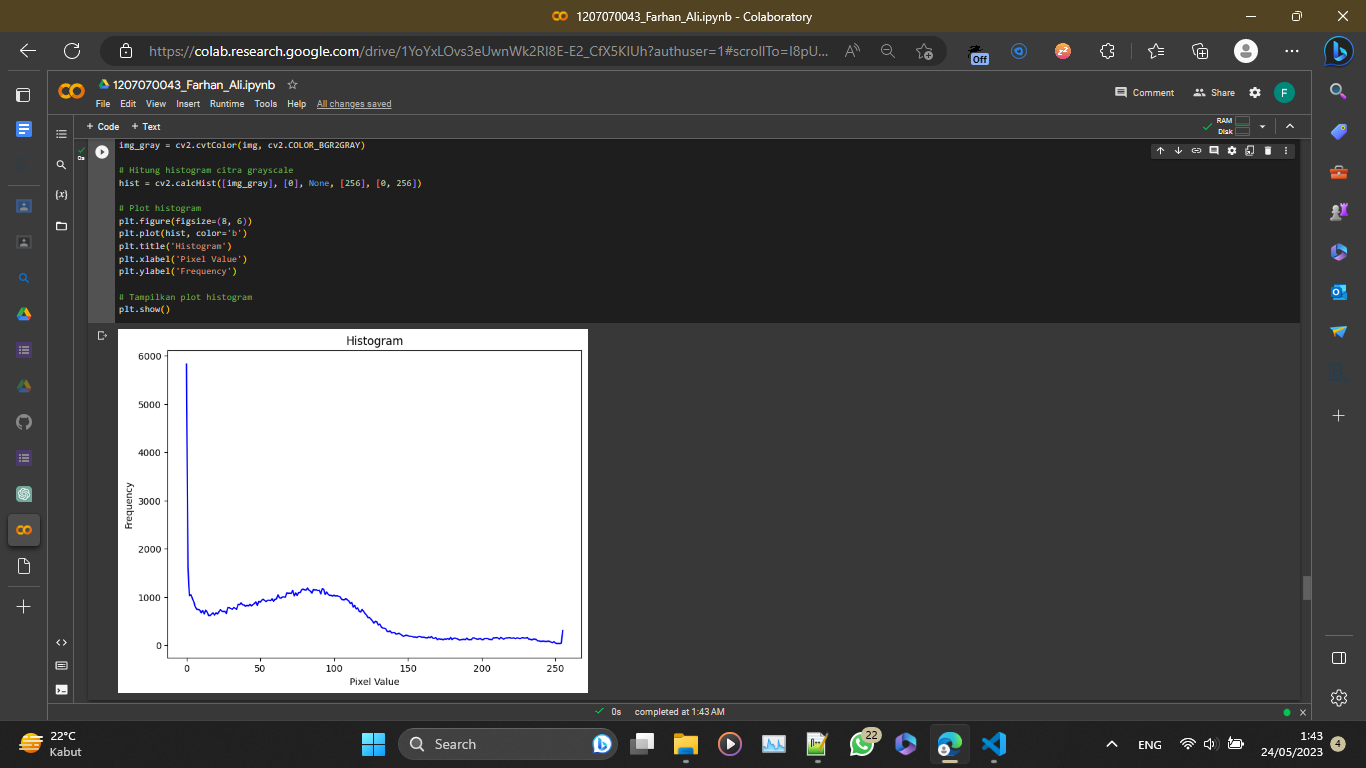 1207070043_Farhan_Ali.ipynb - Colaboratory
https://colab.research.google.com/drive/1YoYxLOvs3eUwnWk2Rl8E-E2_CfX5KIUh?authuser=1#scrollTo=I8pU...
Off
1207070043_Farhan_Ali.ipynb
File Edit View Insert Runtime Tools Help All changes saved
Comment Share F
+ Code + Text
RAM
Disk
0s
img_gray = cv2.cvtColor(img, cv2.COLOR_BGR2GRAY)
# Hitung histogram citra grayscale
hist = cv2.calcHist([img_gray], [0], None, [256], [0, 256])
# Plot histogram
plt.figure(figsize=(8, 6))
plt.plot(hist, color='b')
plt.title('Histogram')
plt.xlabel('Pixel Value')
plt.ylabel('Frequency')
# Tampilkan plot histogram
plt.show()
Histogram
6000
5000
4000
3000
2000
1000
0
Frequency
0 50 100 150 200 250
Pixel Value
0s completed at 1:43 AM
22°C
Kabut
Search
22
ENG
1:43
24/05/2023
4